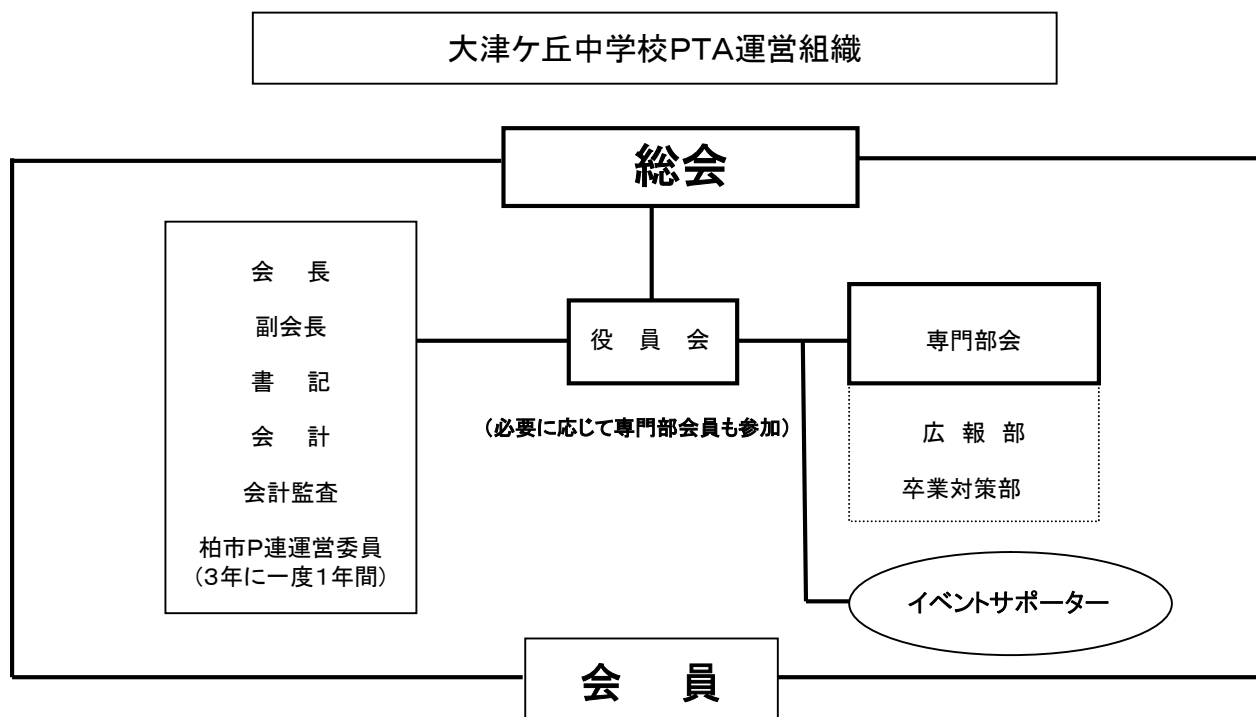 大津ケ丘中学校PTA運営組織
総会
会　長
副会長
書　記
会　計
会計監査
柏市P連運営委員
(3年に一度1年間)
役　員　会
(必要に応じて専門部会員も参加)
専門部会
広　報　部
卒業対策部
イベントサポーター
会　員